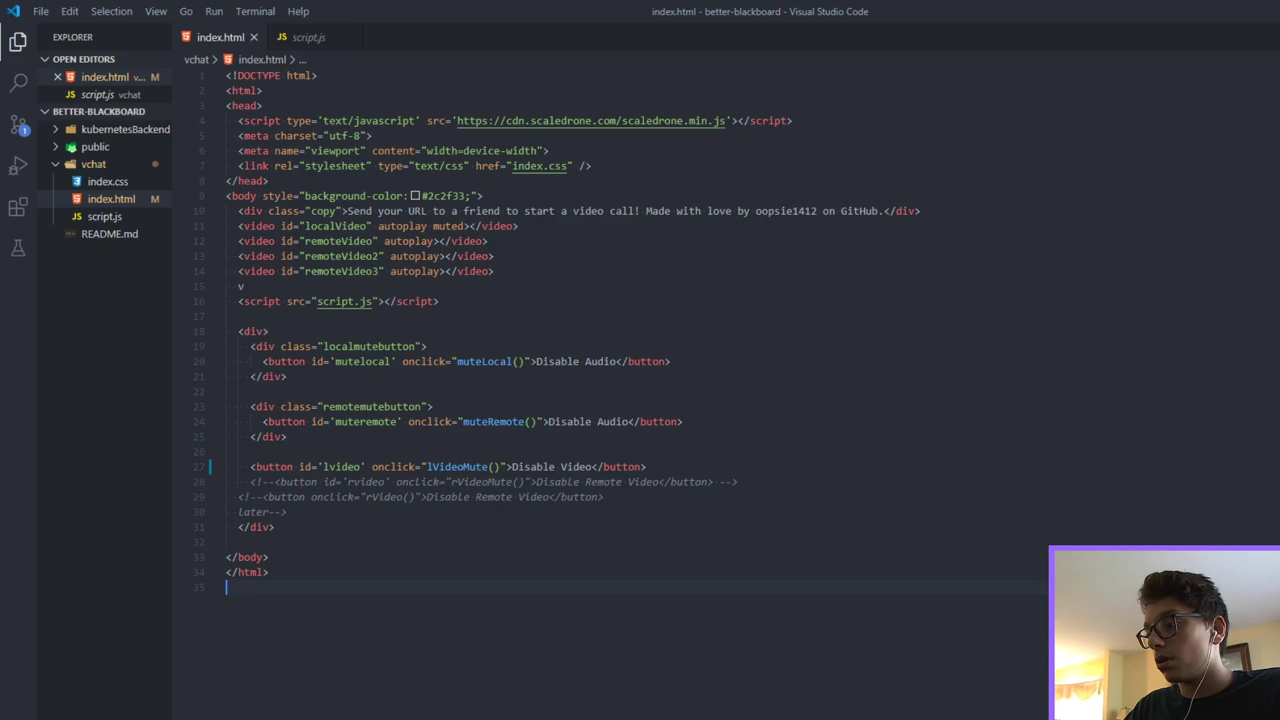 File Edit Selection View Go Run Terminal Help
index.html - better-blackboard - Visual Studio Code
EXPLORER
OPEN EDITORS
index.html v... M
script.js vchat
BETTER-BLACKBOARD
kubernetesBackend
public
vchat
index.css
index.html M
script.js
README.md
1
index.html
script.js
vchat > index.html > ...
1 <!DOCTYPE html>
2 <html>
3 <head>
4 <script type='text/javascript' src='https://cdn.scaledrone.com/scaledrone.min.js'></script>
5 <meta charset="utf-8">
6 <meta name="viewport" content="width=device-width">
7 <link rel="stylesheet" type="text/css" href="index.css" />
8 </head>
9 <body style="background-color: #2c2f33;">
10 <div class="copy">Send your URL to a friend to start a video call! Made with love by oopsie1412 on GitHub.</div>
11 <video id="localVideo" autoplay muted></video>
12 <video id="remoteVideo" autoplay></video>
13 <video id="remoteVideo2 autoplay></video>
14 <video id="remoteVideo3 autoplay></video>
15 v
16 <script src="script.js"></script>
17
18 <div>
19 <div class="localmutebutton">
20 <button id='mutelocal' onclick="muteLocal()">Disable Audio</button>
21 </div>
22
23 <div class="remotemutebutton">
24 <button id='muteremote' onclick="muteRemote()">Disable Audio</button>
25 </div>
26
27 <button id='lvideo' onclick="lVideoMute()">Disable Video</button>
28 <!--<button id='rvideo' onclick="rVideoMute()">Disable Remote Video</button> -->
29 <!--<button onclick="rVideo()">Disable Remote Video</button>
30 later-->
31 </div>
32
33 </body>
34 </html>
35